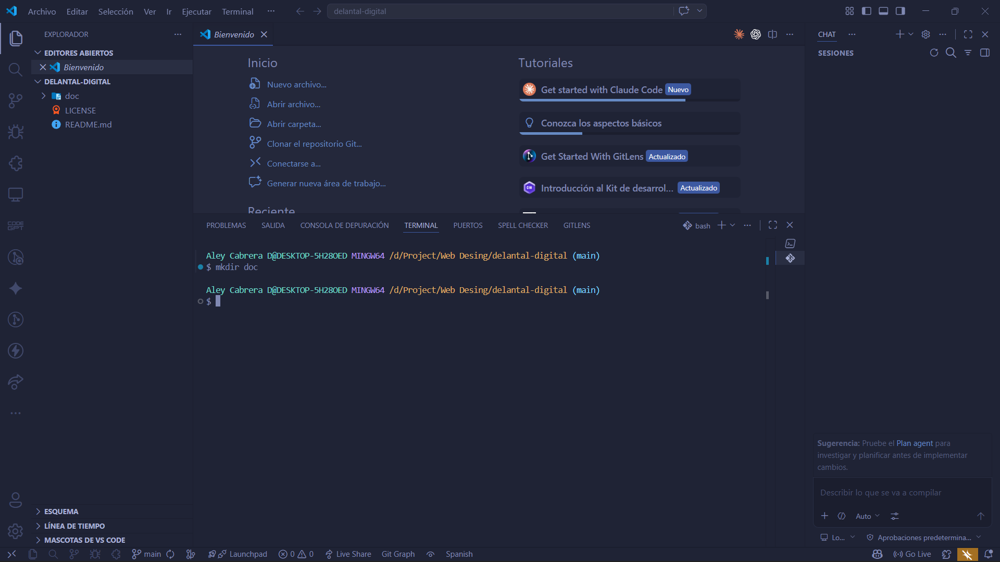 Archivo Editar Selección Ver Ir Ejecutar Terminal
delantal-digital
EXPLORADOR
EDITORES ABIERTOS
Bienvenido
DELANTAL-DIGITAL
doc
LICENSE
README.md
ESQUEMA
LÍNEA DE TIEMPO
MASCOTAS DE VS CODE
CODE
GPT
Bienvenido
Inicio
Nuevo archivo...
Abrir archivo...
Abrir carpeta...
Clonar el repositorio Git...
Conectarse a...
Generar nueva área de trabajo...
Reciente
Tutoriales
Get started with Claude Code Nuevo
Conozca los aspectos básicos
Get Started With GitLens Actualizado
Introducción al Kit de desarrol... Actualizado
PROBLEMAS SALIDA CONSOLA DE DEPURACIÓN TERMINAL PUERTOS SPELL CHECKER GITLENS
bash
Aley Cabrera D@DESKTOP-5H28OED MINGW64 /d/Project/Web Desing/delantal-digital (main)
$ mkdir doc
Aley Cabrera D@DESKTOP-5H28OED MINGW64 /d/Project/Web Desing/delantal-digital (main)
$
CHAT
SESIONES
Sugerencia: Pruebe el Plan agent para
investigar y planificar antes de implementar
cambios.
Describir lo que se va a compilar
Auto
Lo... Aprobaciones predetermina...
main Launchpad 0 0 Live Share Git Graph Spanish Go Live